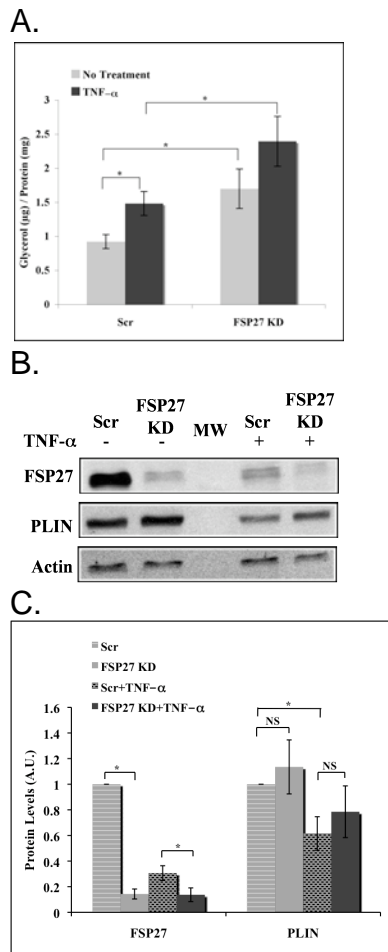 A.
No Treatment
TNF-α
*
*
*
Glycerol (µg) / Protein (mg)
3
2.5
2
1.5
1
0.5
0
Scr
FSP27 KD
B.
Scr
FSP27 KD
MW
Scr
FSP27 KD
TNF-α
-
-
+
+
FSP27
PLIN
Actin
C.
Scr
FSP27 KD
Scr+TNF-α
FSP27 KD+TNF-α
*
NS
NS
*
*
Protein Levels (A.U.)
1.6
1.4
1.2
1
0.8
0.6
0.4
0.2
0
FSP27
PLIN